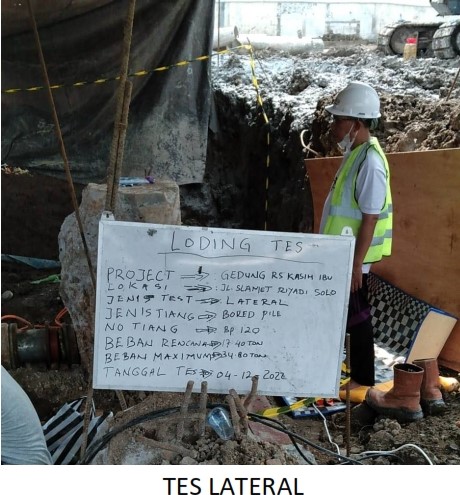 LODING TES
PROJECT → GEDUNG RS KASIH IBU
LOKASI → JL. SLAMET RIYADI SOLO
JENIS TEST → LATERAL
JENIS TIANG → BORED PILE
NO TIANG → BP 120
BEBAN RENCANA → 17.40 TON
BEBAN MAXIMUM → 34.80 TON
TANGGAL TES → 04-12-2022
TES LATERAL